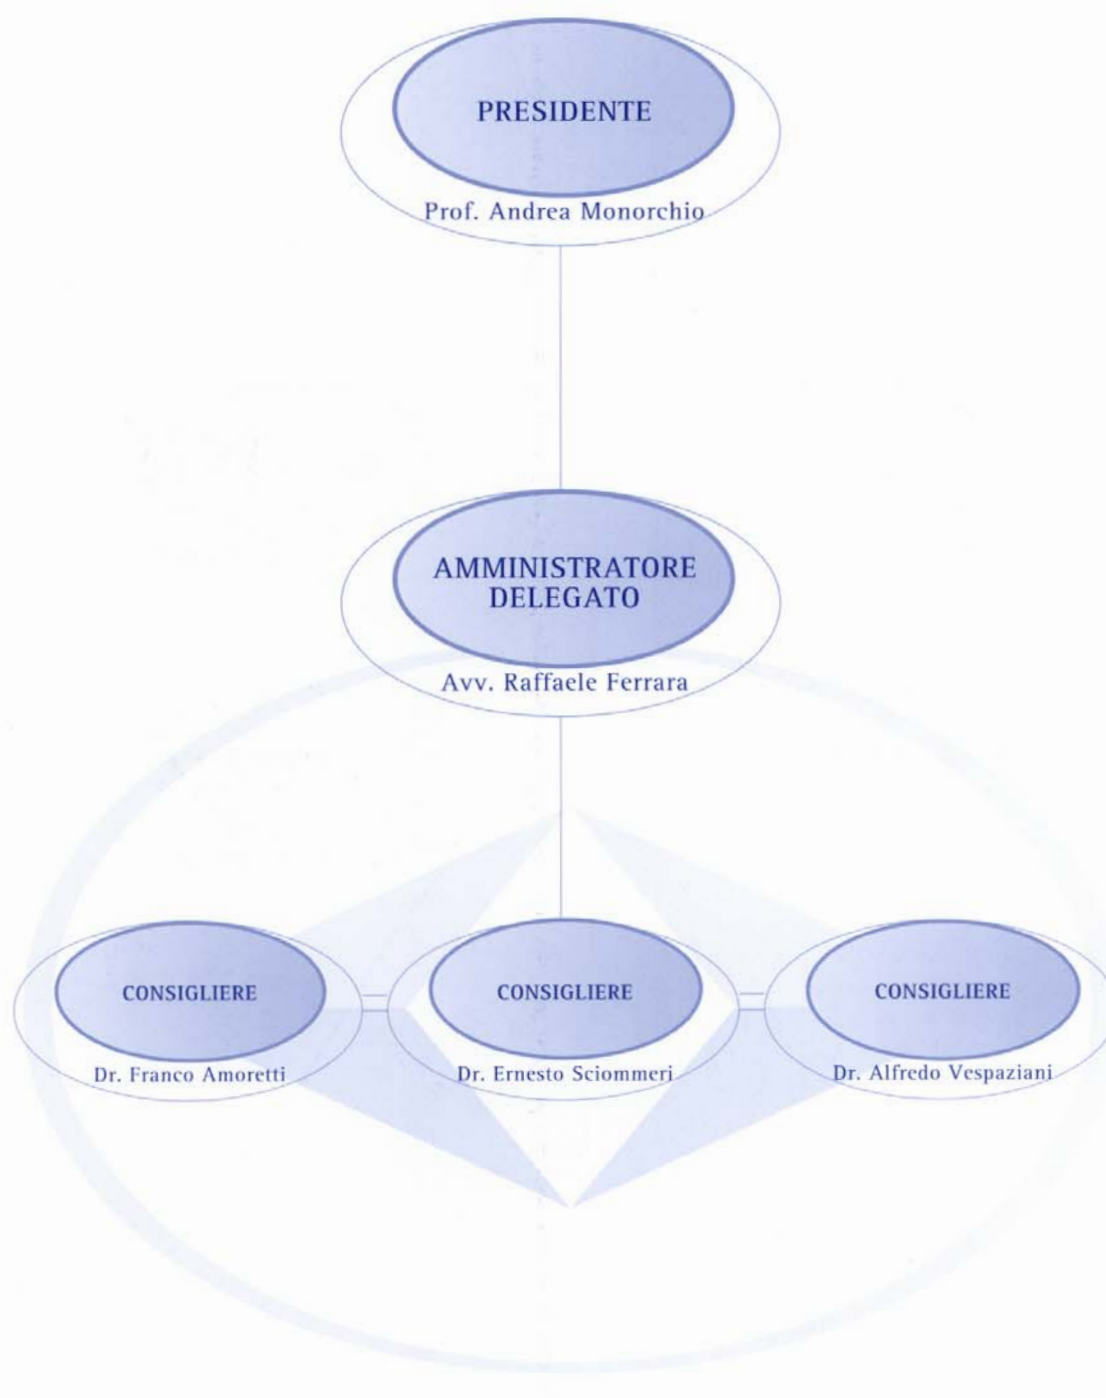 PRESIDENTE
Prof. Andrea Monorchio
AMMINISTRATORE
DELEGATO
Avv. Raffaele Ferrara
CONSIGLIERE
Dr. Franco Amoretti
CONSIGLIERE
Dr. Ernesto Sciommeri
CONSIGLIERE
Dr. Alfredo Vespaziani